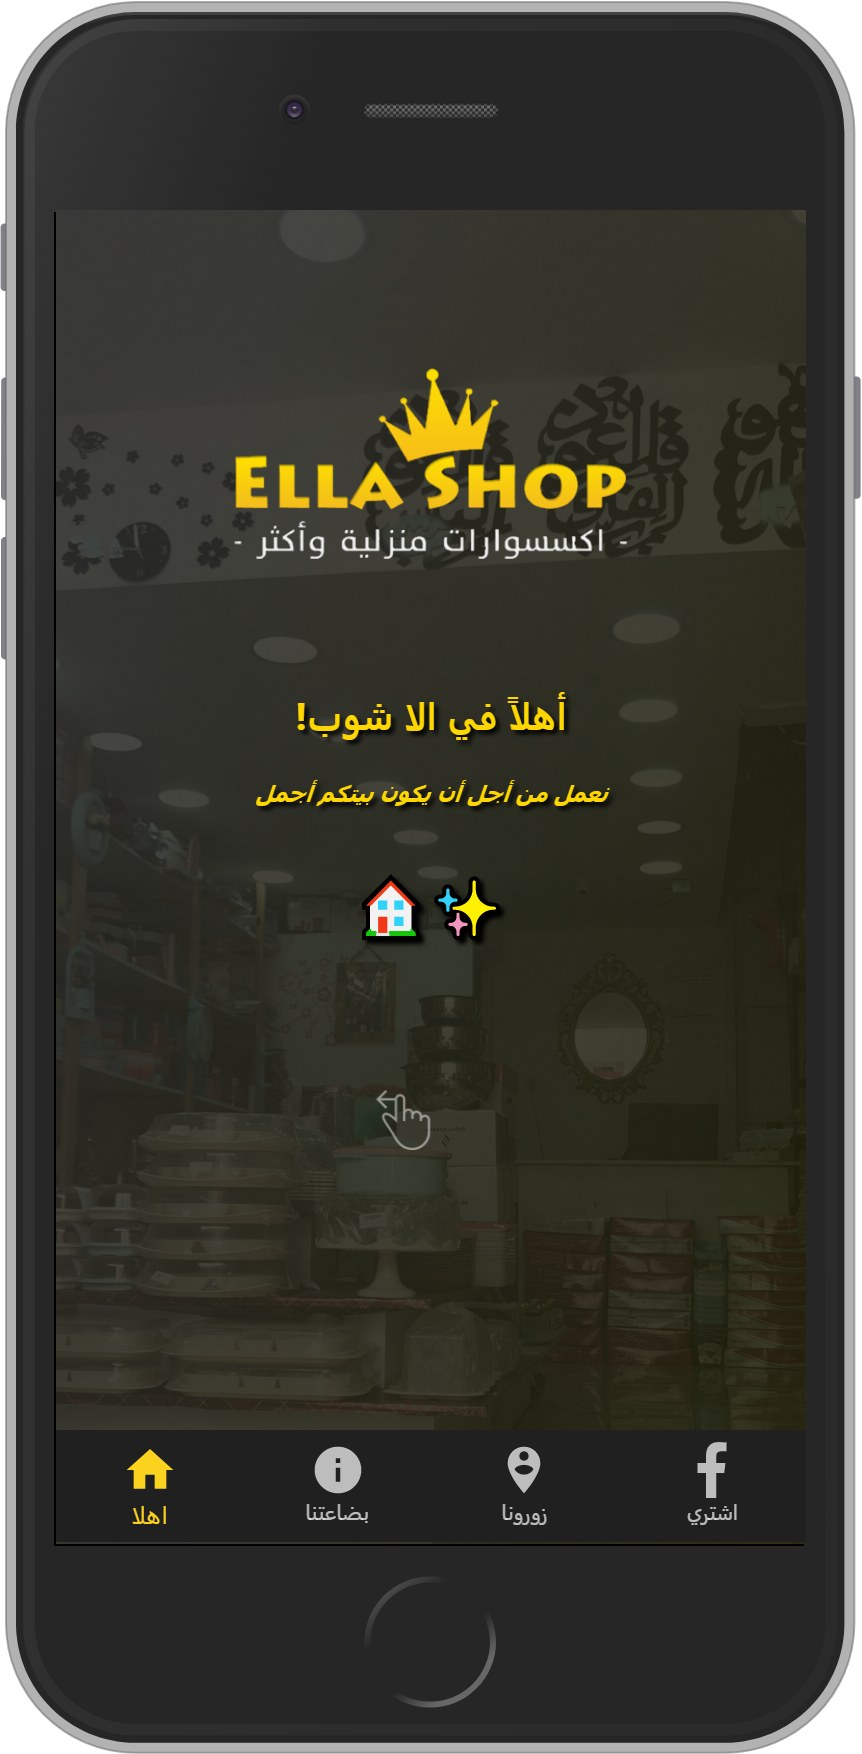 ELLA SHOP
- اكسسوارات منزلية وأكثر -
أهلاً في الا شوب!
نعمل من أجل أن يكون بيتكم أجمل
اهلا
بضاعتنا
زورونا
اشتري